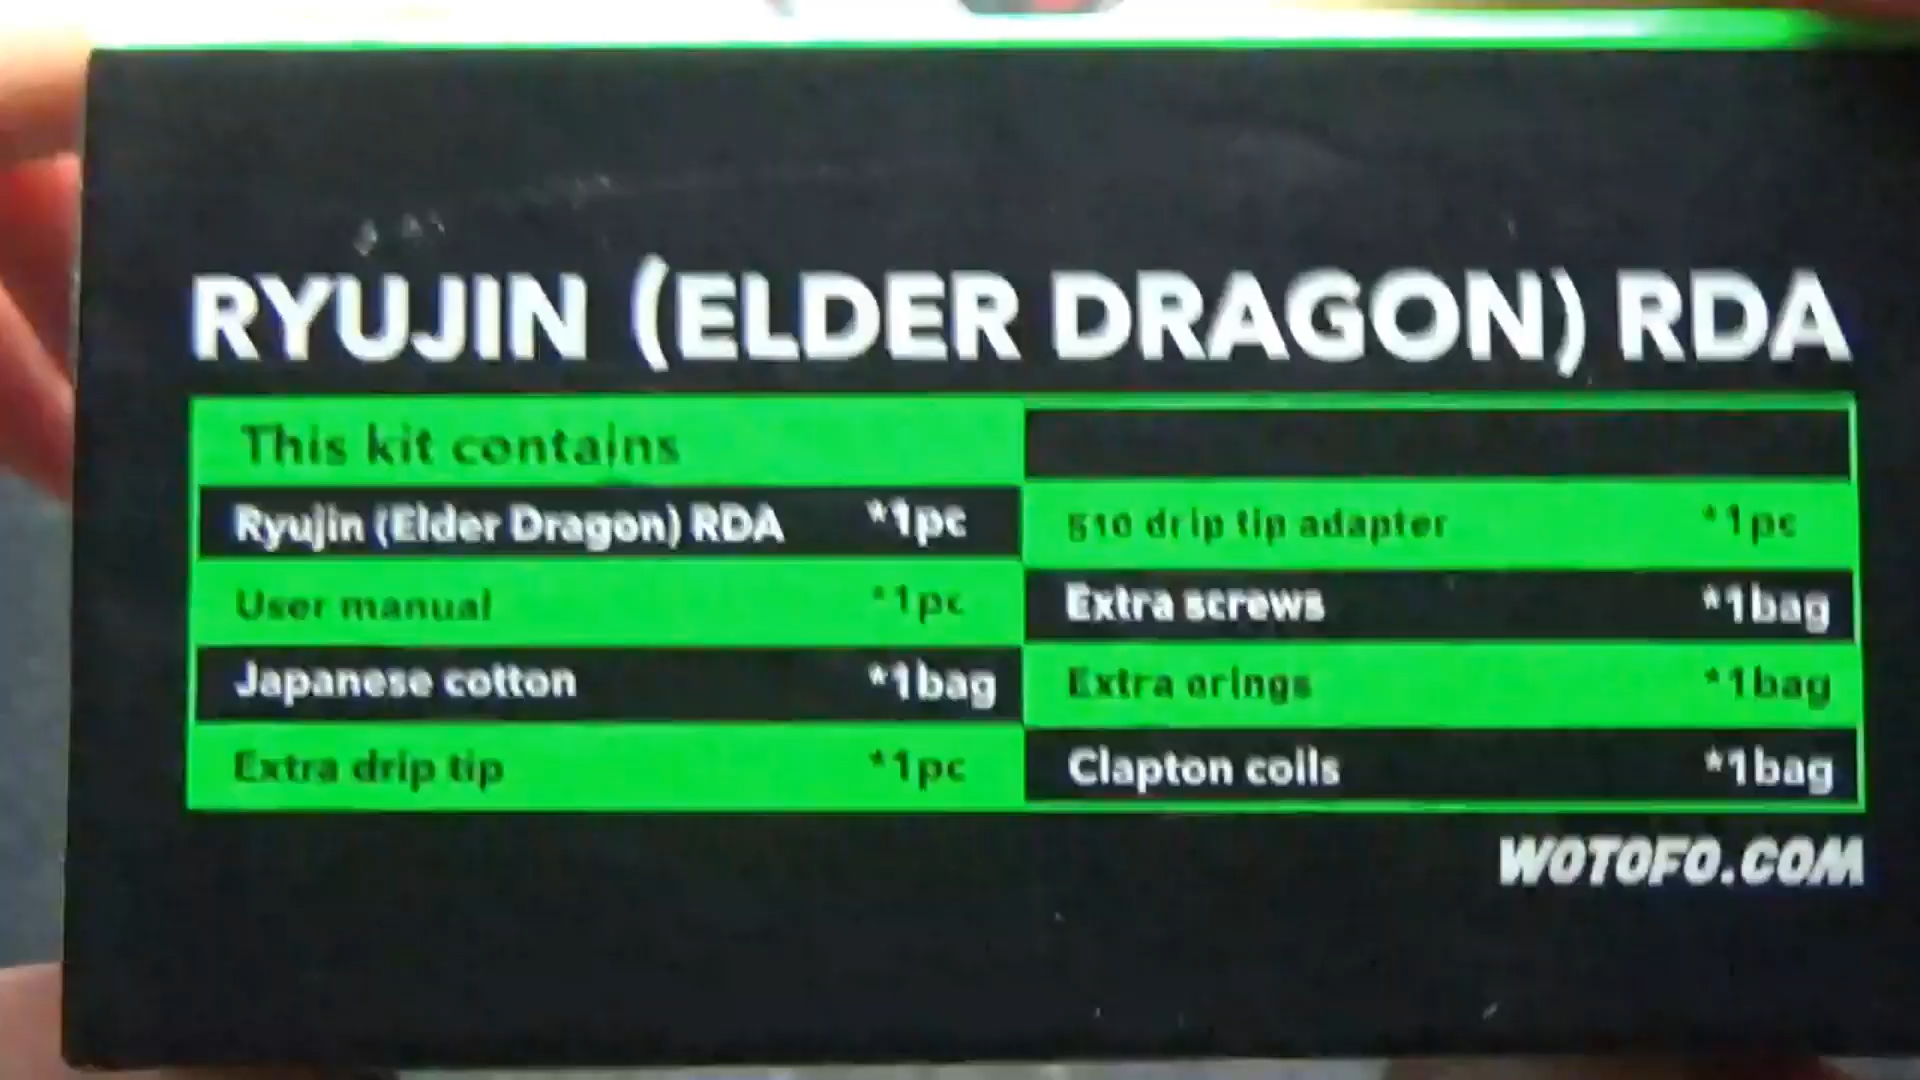 RYUJIN (ELDER DRAGON) RDA
This kit contains
Ryujin (Elder Dragon) RDA *1pc
510 drip tip adapter *1pc
User manual *1pc
Extra screws *1bag
Japanese cotton *1bag
Extra orings *1bag
Extra drip tip *1pc
Clapton coils *1bag
WOTOFO.COM